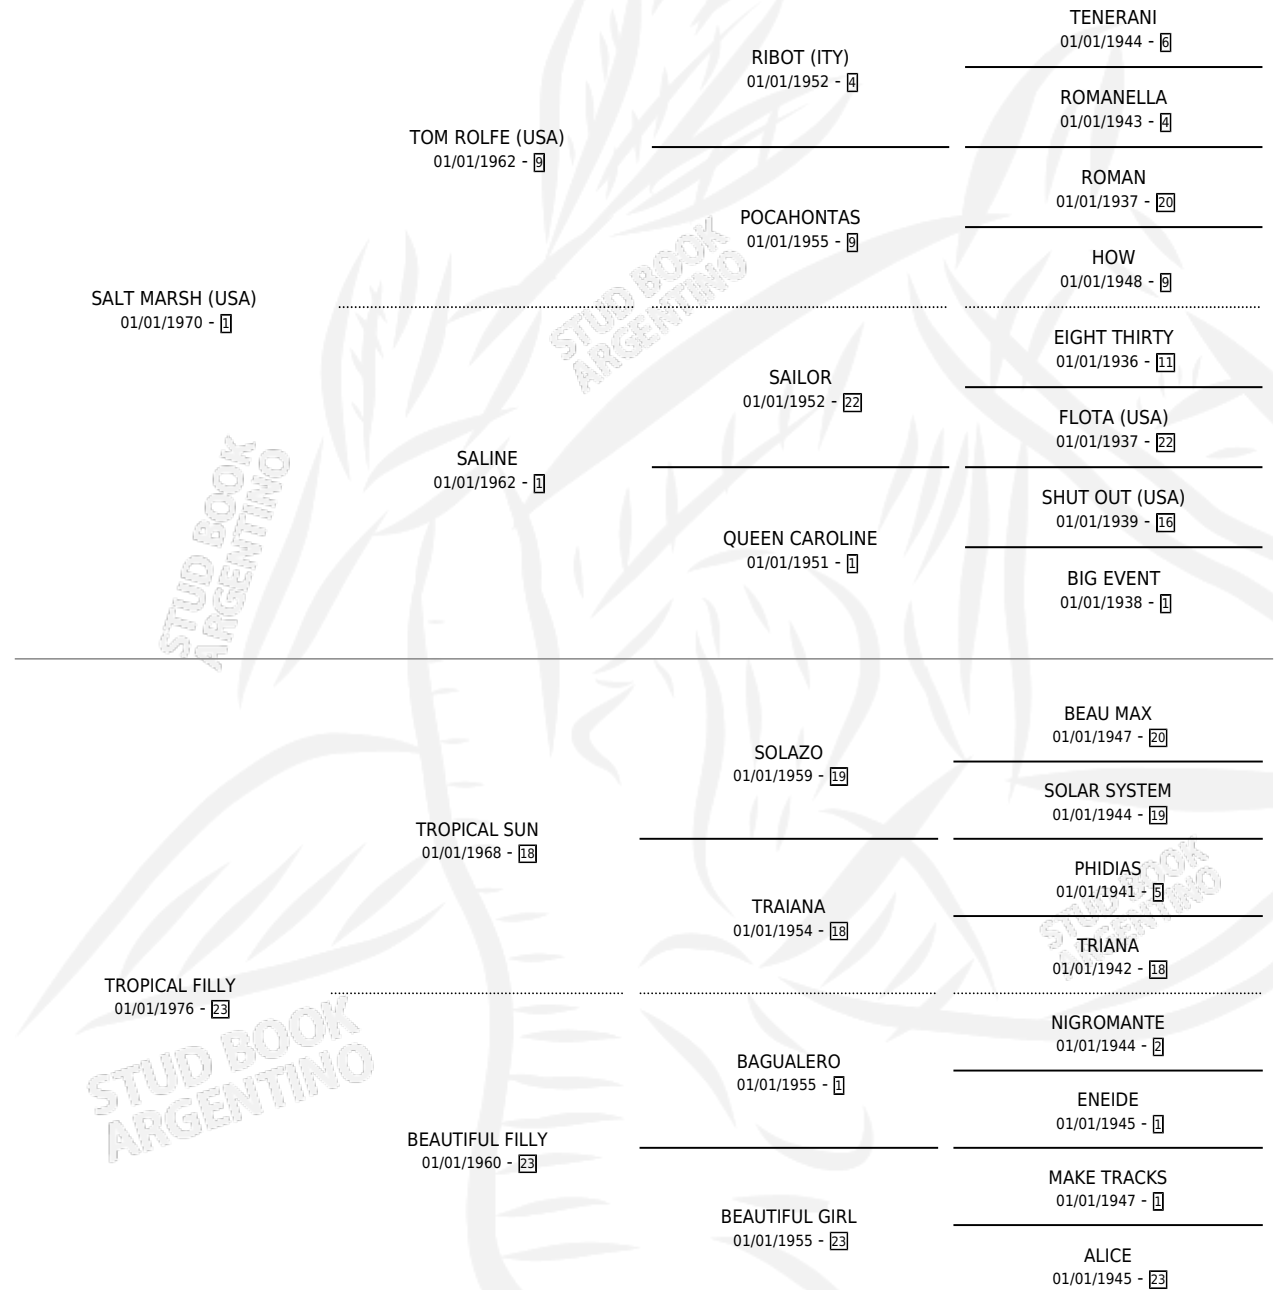 TENERANI
01/01/1944 - 6
RIBOT (ITY)
01/01/1952 - 4
ROMANELLA
01/01/1943 - 4
TOM ROLFE (USA)
01/01/1962 - 9
ROMAN
01/01/1937 - 20
POCAHONTAS
01/01/1955 - 9
HOW
01/01/1948 - 9
SALT MARSH (USA)
01/01/1970 - 1
EIGHT THIRTY
01/01/1936 - 11
SAILOR
01/01/1952 - 22
FLOTA (USA)
01/01/1937 - 22
SALINE
01/01/1962 - 1
SHUT OUT (USA)
01/01/1939 - 16
QUEEN CAROLINE
01/01/1951 - 1
BIG EVENT
01/01/1938 - 1
BEAU MAX
01/01/1947 - 20
SOLAZO
01/01/1959 - 19
SOLAR SYSTEM
01/01/1944 - 19
TROPICAL SUN
01/01/1968 - 18
PHIDIAS
01/01/1941 - 5
TRAIANA
01/01/1954 - 18
TRIANA
01/01/1942 - 18
TROPICAL FILLY
01/01/1976 - 23
NIGROMANTE
01/01/1944 - 2
BAGUALERO
01/01/1955 - 1
ENEIDE
01/01/1945 - 1
BEAUTIFUL FILLY
01/01/1960 - 23
MAKE TRACKS
01/01/1947 - 1
BEAUTIFUL GIRL
01/01/1955 - 23
ALICE
01/01/1945 - 23
STUD BOOK
ARGENTINO
STUD BOOK
ARGENTINO
STUD BOOK
ARGENTINO
STUD BOOK
ARGENTINO